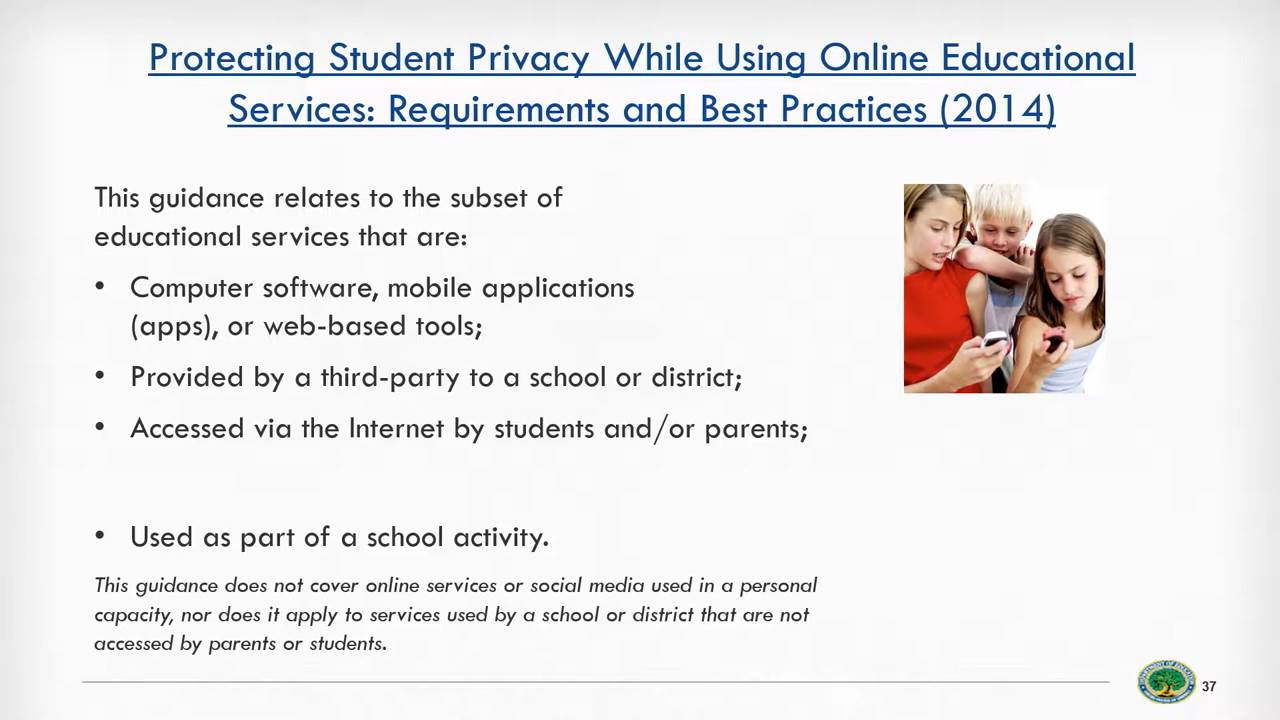 Protecting Student Privacy While Using Online Educational
Services: Requirements and Best Practices (2014)
This guidance relates to the subset of
educational services that are:
• Computer software, mobile applications
(apps), or web-based tools;
• Provided by a third-party to a school or district;
• Accessed via the Internet by students and/or parents;
• Used as part of a school activity.
This guidance does not cover online services or social media used in a personal
capacity, nor does it apply to services used by a school or district that are not
accessed by parents or students.
37